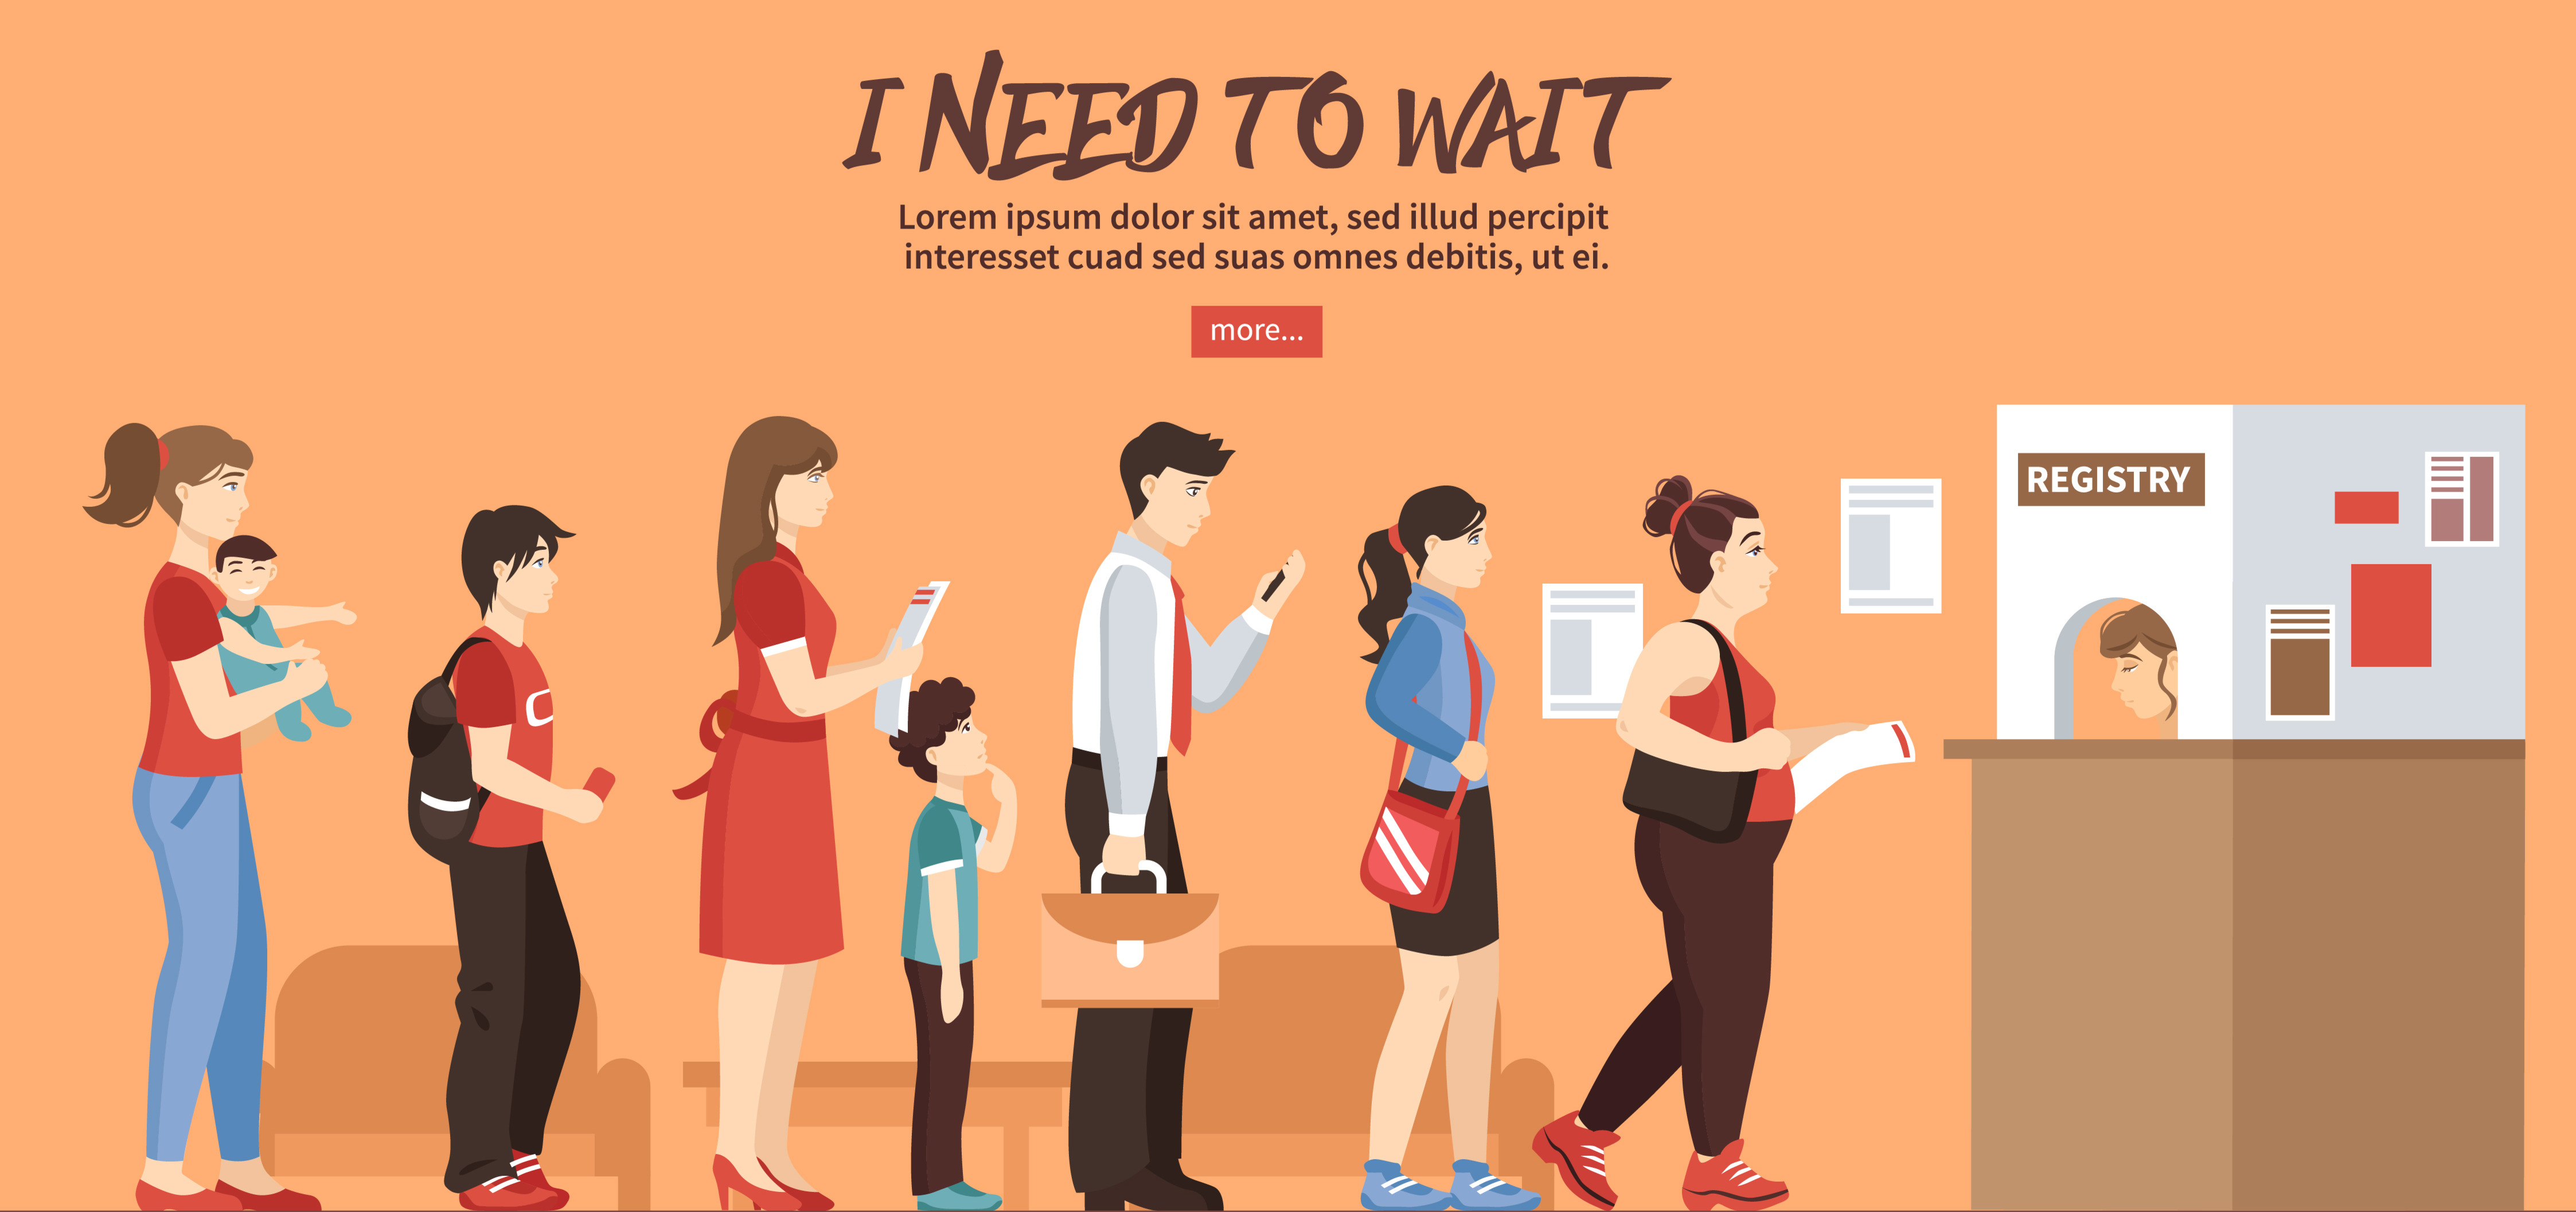 I NEED TO WAIT
Lorem ipsum dolor sit amet, sed illud percipit
interesset cuad sed suas omnes debitis, ut ei.
more...
REGISTRY